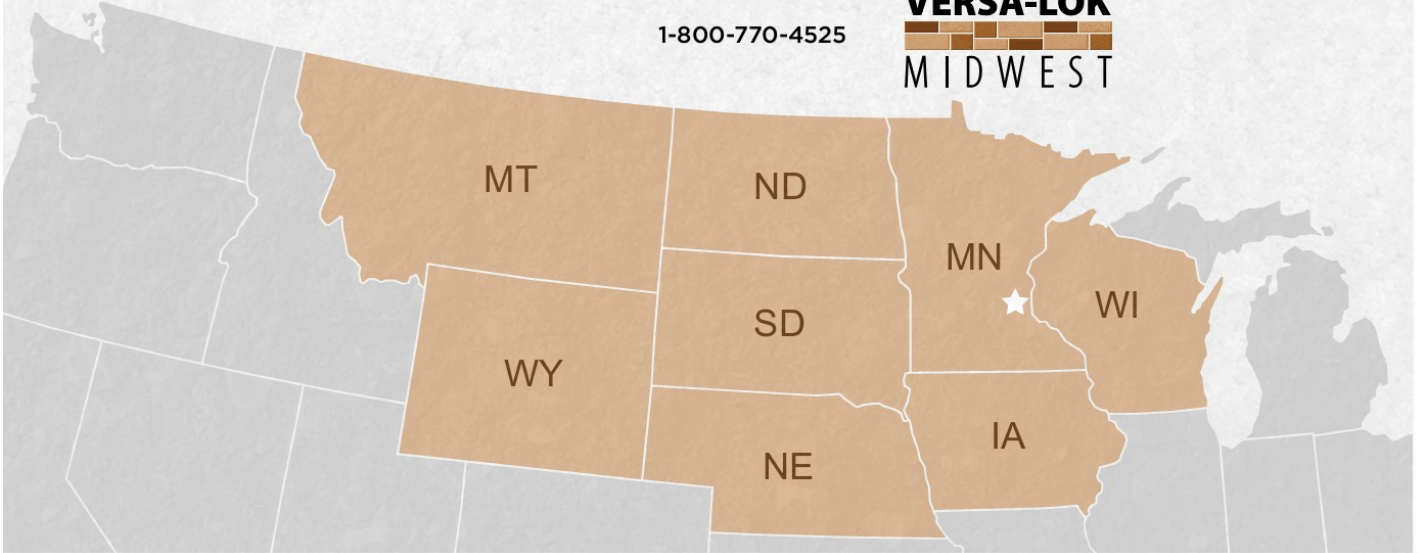 VERSA-LOK
1-800-770-4525
MIDWEST
MT
ND
MN
WI
SD
WY
IA
NE